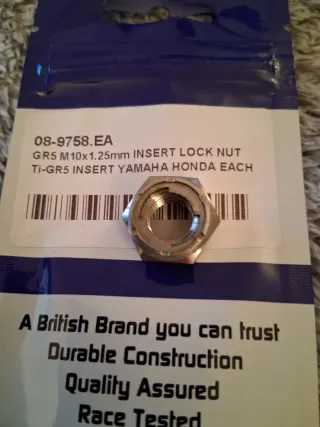 08-9758.EA
GR5 M10x1.25mm INSERT LOCK NUT
Ti-GR5 INSERT YAMAHA HONDA EACH
A British Brand you can trust
Durable Construction
Quality Assured
Race Tested